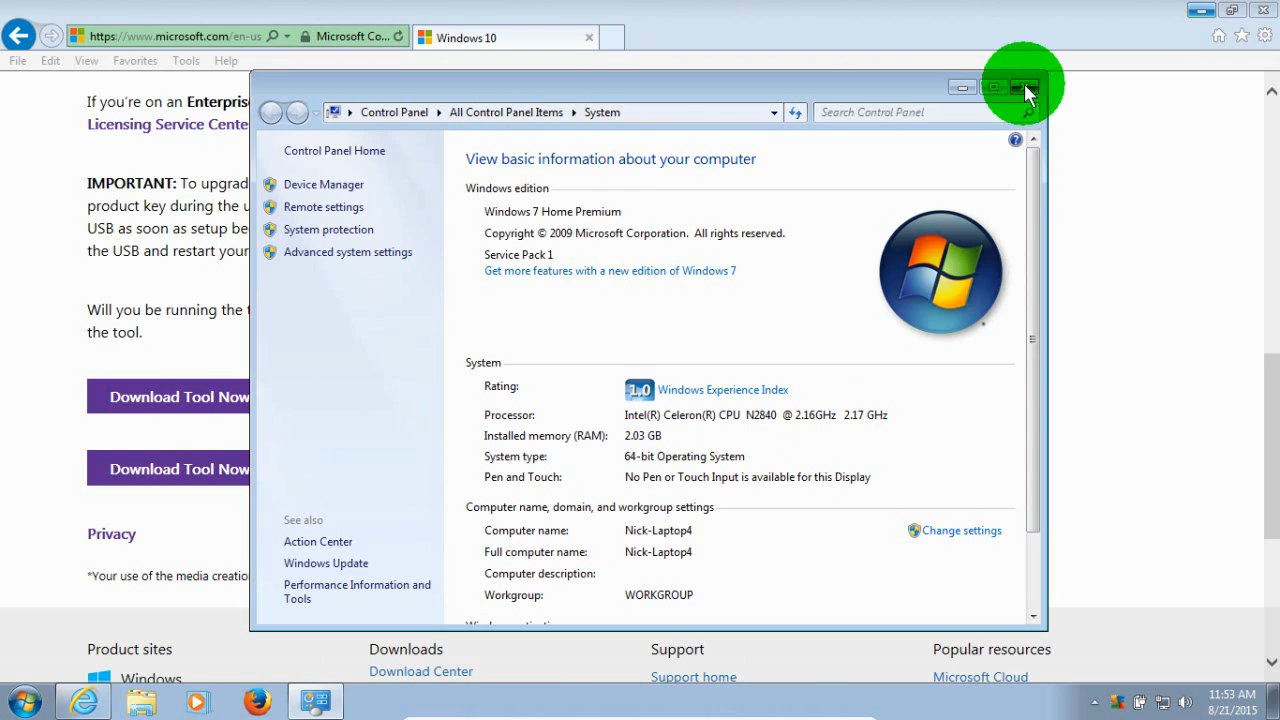 https://www.microsoft.com/en-us
Microsoft Co...
Windows 10
File Edit View Favorites Tools Help
If you're on an Enterpris
Licensing Service Cente
IMPORTANT: To upgrad
product key during the u
USB as soon as setup be
the USB and restart your
Will you be running the t
the tool.
Download Tool Now
Download Tool Now
Privacy
*Your use of the media creatio
Control Panel All Control Panel Items System
Search Control Panel
Control Panel Home
Device Manager
Remote settings
System protection
Advanced system settings
See also
Action Center
Windows Update
Performance Information and
Tools
View basic information about your computer
Windows edition
Windows 7 Home Premium
Copyright © 2009 Microsoft Corporation. All rights reserved.
Service Pack 1
Get more features with a new edition of Windows 7
System
Rating: 1.0 Windows Experience Index
Processor: Intel(R) Celeron(R) CPU N2840 @ 2.16GHz 2.17 GHz
Installed memory (RAM): 2.03 GB
System type: 64-bit Operating System
Pen and Touch: No Pen or Touch Input is available for this Display
Computer name, domain, and workgroup settings
Computer name: Nick-Laptop4
Change settings
Full computer name: Nick-Laptop4
Computer description:
Workgroup: WORKGROUP
Product sites
Windows
Downloads
Download Center
Support
Support home
Popular resources
Microsoft Cloud
11:53 AM
8/21/2015